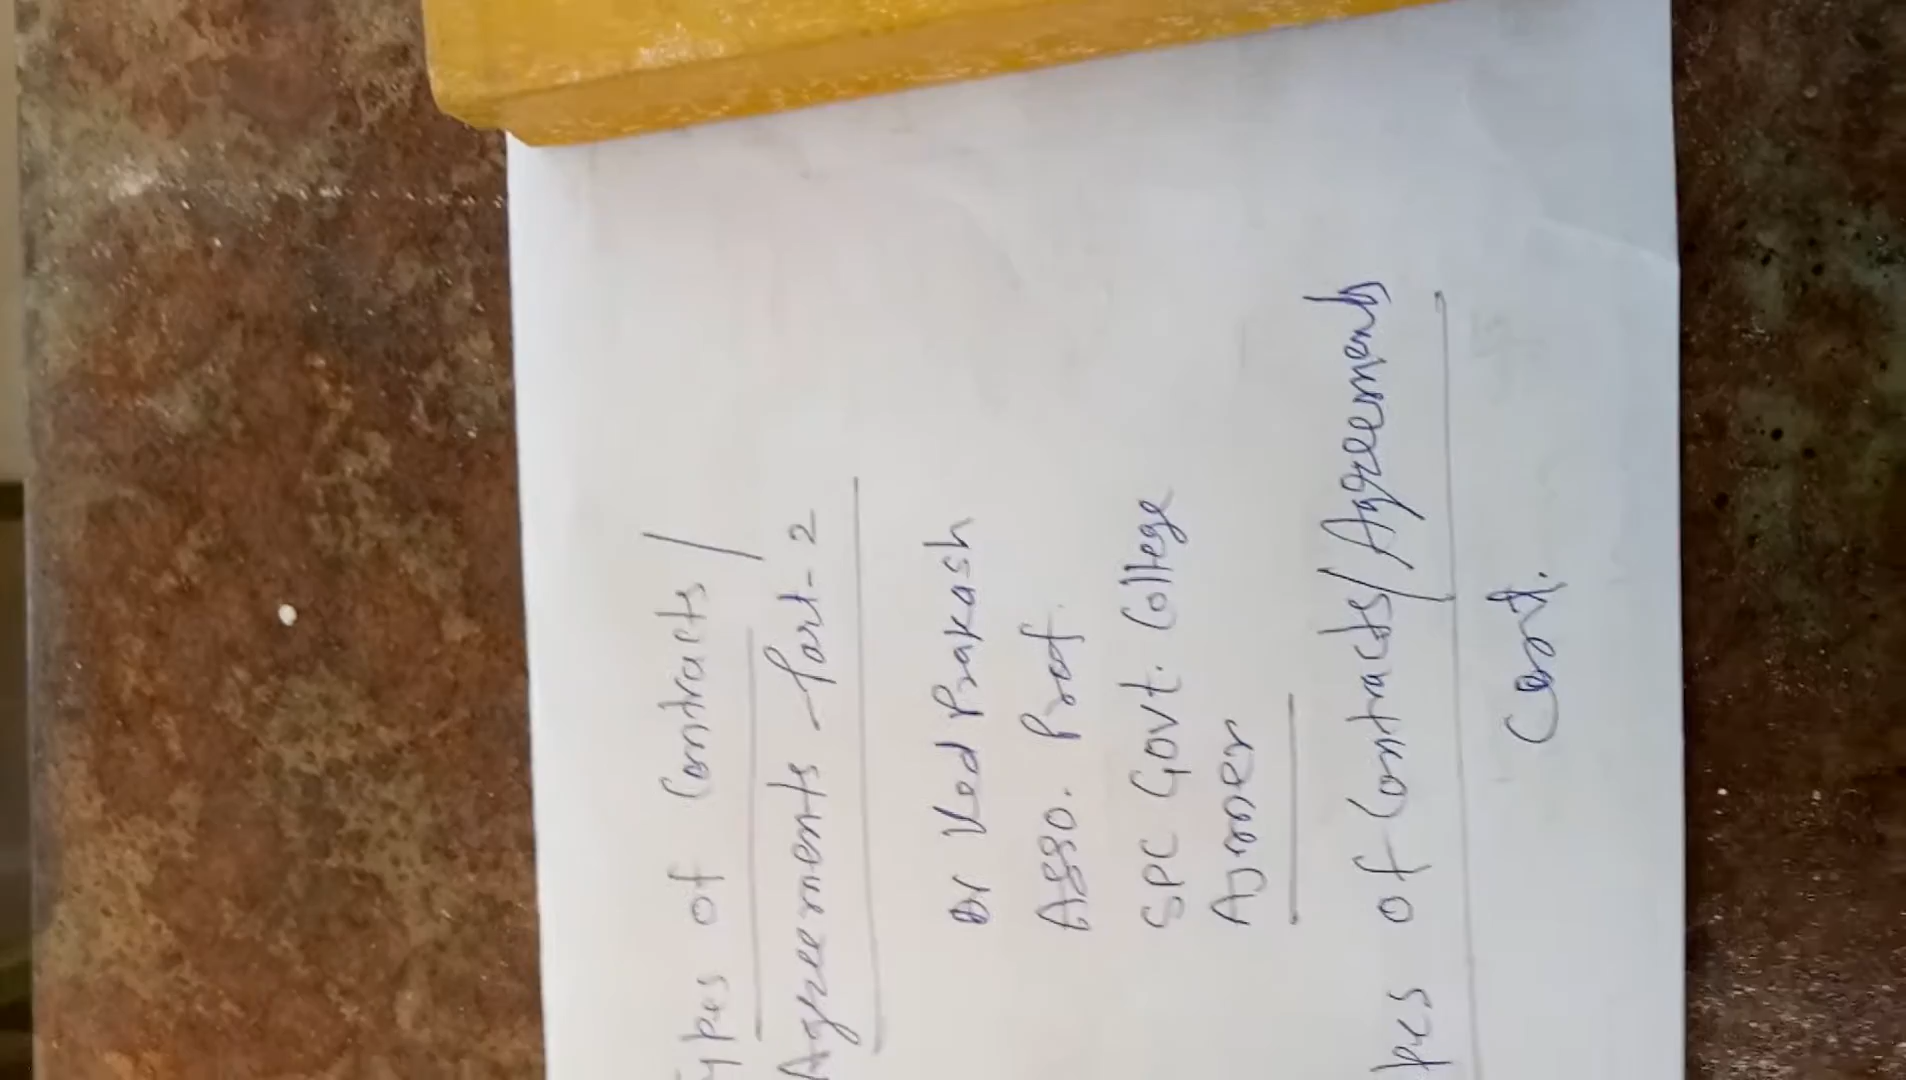 Types of Contracts /
Agreements - Part-2
Dr Ved Prakash
Asso. Prof.
SPC Govt. College
Ajmer
pes of Contracts/Agreements
Cont.